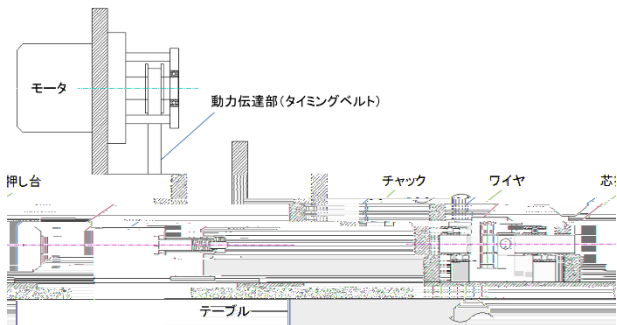 モータ
動力伝達部(タイミングベルト)
押し台
チャック
ワイヤ
芯
テーブル